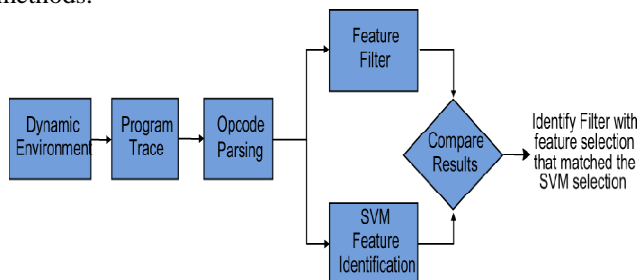 methods.
Feature
Filter
Dynamic
Environment
Program
Trace
Opcode
Parsing
Compare
Results
Identify Filter with
feature selection
that matched the
SVM selection
SVM
Feature
Identification